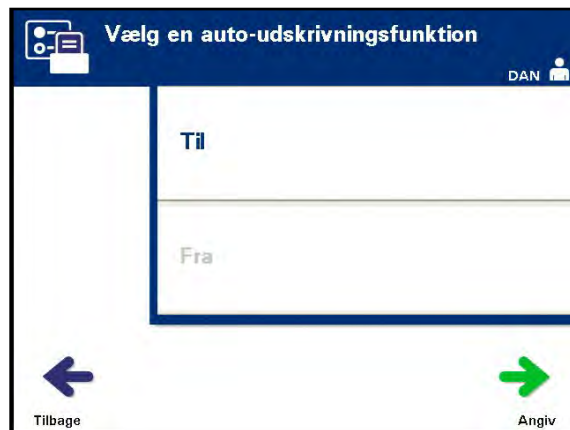 Vælg en auto-udskrivningsfunktion
DAN
Til
Fra
Tilbage
Angiv